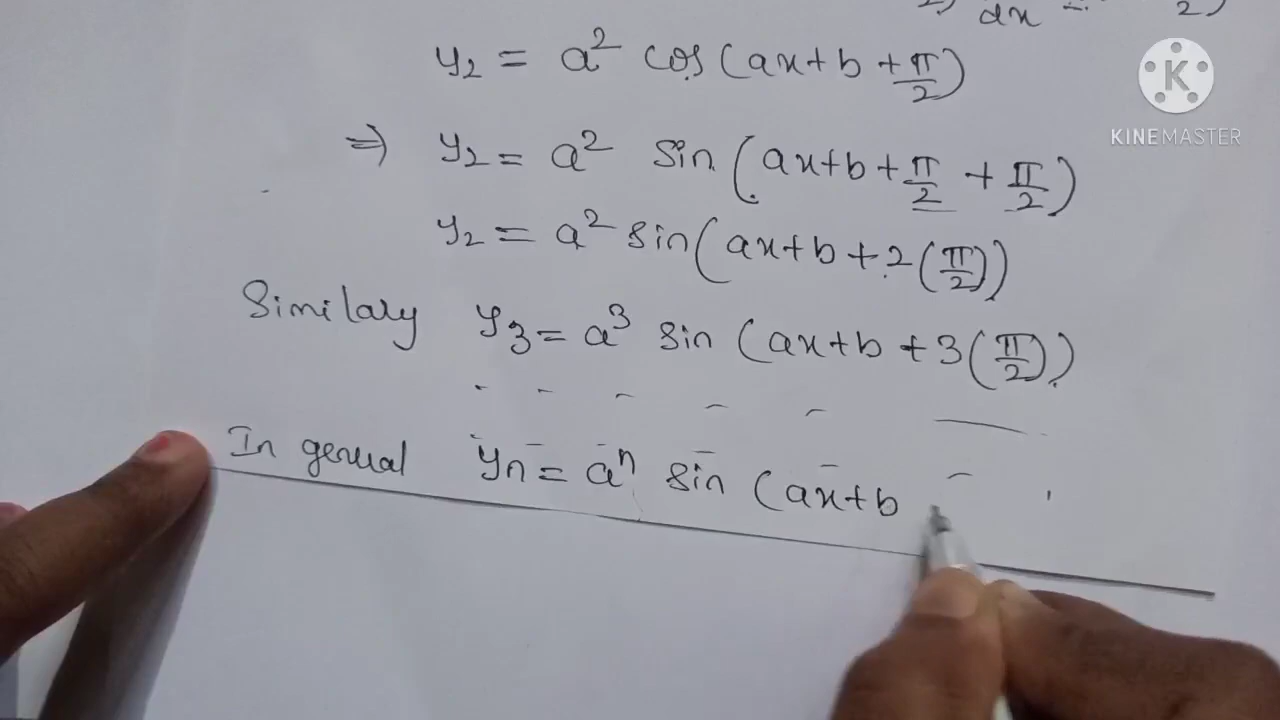 dx
y₂ = a² cos(ax+b+π/2)
⇒ y₂ = a² sin(ax+b+π/2 + π/2)
y₂ = a² sin(ax+b+2(π/2))
Similary y₃ = a³ sin(ax+b+3(π/2))
In genral yₙ = aⁿ sin(ax+b
KINEMASTER